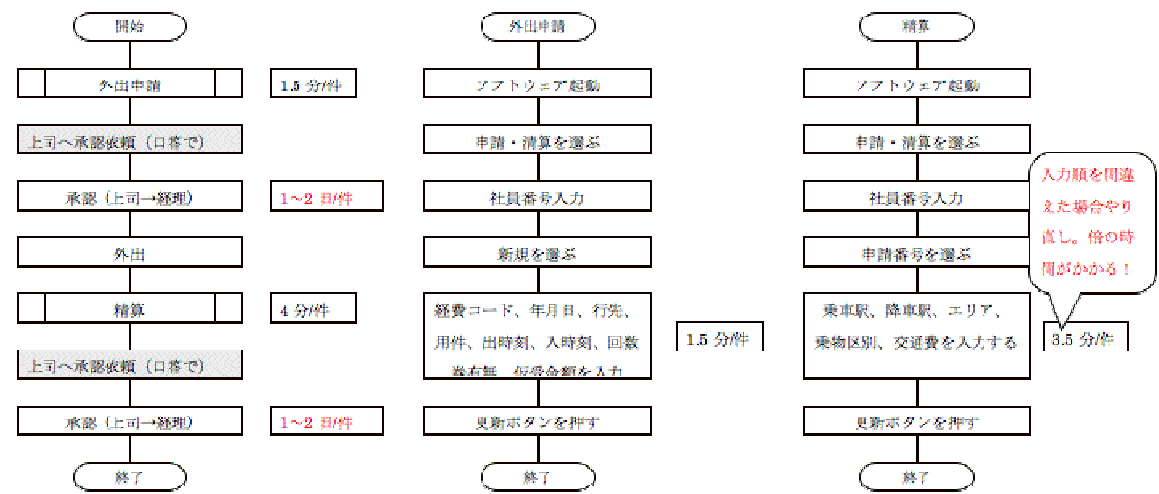 開始
外出申請
1.5 分/件
上司へ承認依頼（口答で）
承認（上司→経理）
1～2 日/件
外出
精算
4 分/件
上司へ承認依頼（口答で）
承認（上司→経理）
1～2 日/件
終了
外出申請
ソフトウェア起動
申請・清算を選ぶ
社員番号入力
新規を選ぶ
経費コード、年月日、行先、
用件、出時刻、入時刻、回数
券有無、仮受金額を入力
1.5 分/件
更新ボタンを押す
終了
精算
ソフトウェア起動
申請・清算を選ぶ
社員番号入力
申請番号を選ぶ
乗車駅、降車駅、エリア、
乗物区別、交通費を入力する
3.5 分/件
入力順を間違
えた場合やり
直し。倍の時
間がかかる！
更新ボタンを押す
終了